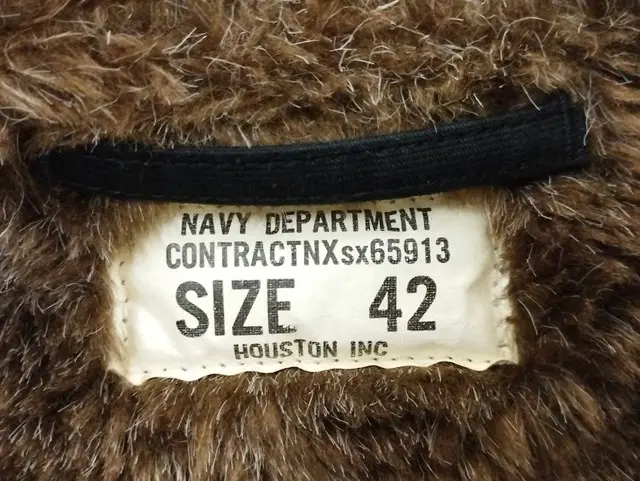 NAVY DEPARTMENT
CONTRACTNXsx65913
SIZE 42
HOUSTON INC